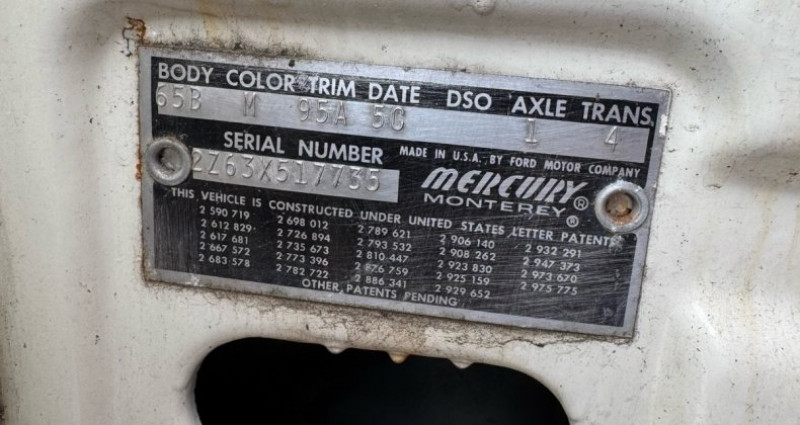 BODY COLOR TRIM DATE DSO AXLE TRANS.
65B M 95A 30 1 4
SERIAL NUMBER MADE IN U.S.A. BY FORD MOTOR COMPANY
2Z63X517735 MERCURY®
MONTEREY®
THIS VEHICLE IS CONSTRUCTED UNDER UNITED STATES LETTER PATENTS
2 590 719 2 698 012 2 789 621 2 906 140 2 932 291
2 612 829 2 726 894 2 793 532 2 908 262 2 947 373
2 617 681 2 735 673 2 810 447 2 923 830 2 973 670
2 667 572 2 773 396 2 876 759 2 925 159 2 975 775
2 683 578 2 782 722 2 886 341 2 929 652
OTHER PATENTS PENDING